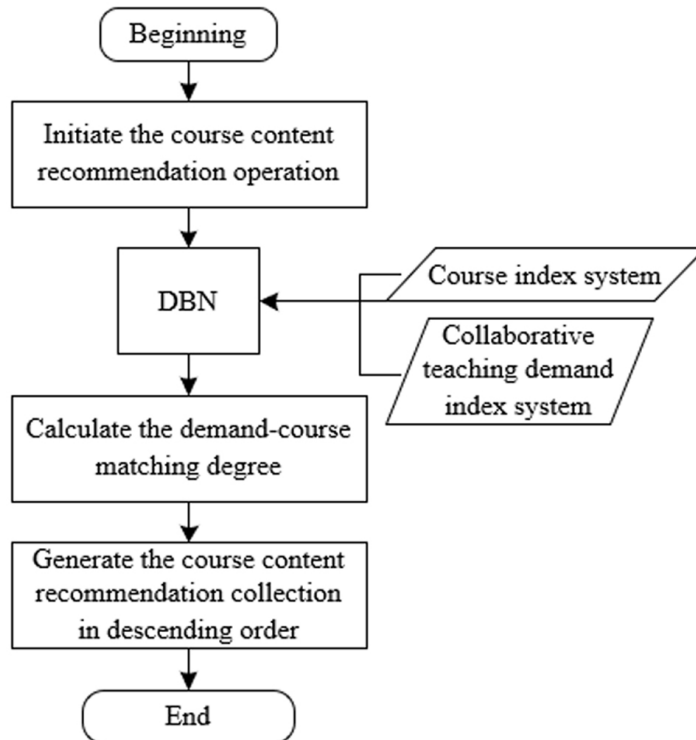 Beginning
Initiate the course content
recommendation operation
DBN
Course index system
Collaborative
teaching demand
index system
Calculate the demand-course
matching degree
Generate the course content
recommendation collection
in descending order
End